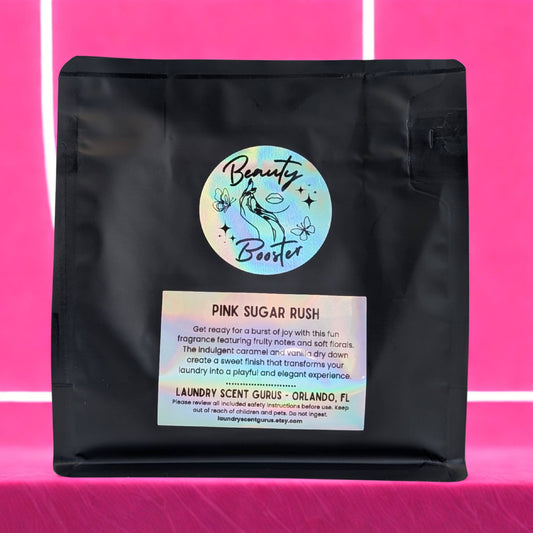 Beauty
Booster
PINK SUGAR RUSH
Get ready for a burst of joy with this fun
fragrance featuring fruity notes and soft florals.
The indulgent caramel and vanilla dry down
create a sweet finish that transforms your
laundry into a playful and elegant experience.
LAUNDRY SCENT GURUS - ORLANDO, FL
Please review all included safety instructions before use. Keep
out of reach of children and pets. Do not ingest.
laundryscentgurus.etsy.com